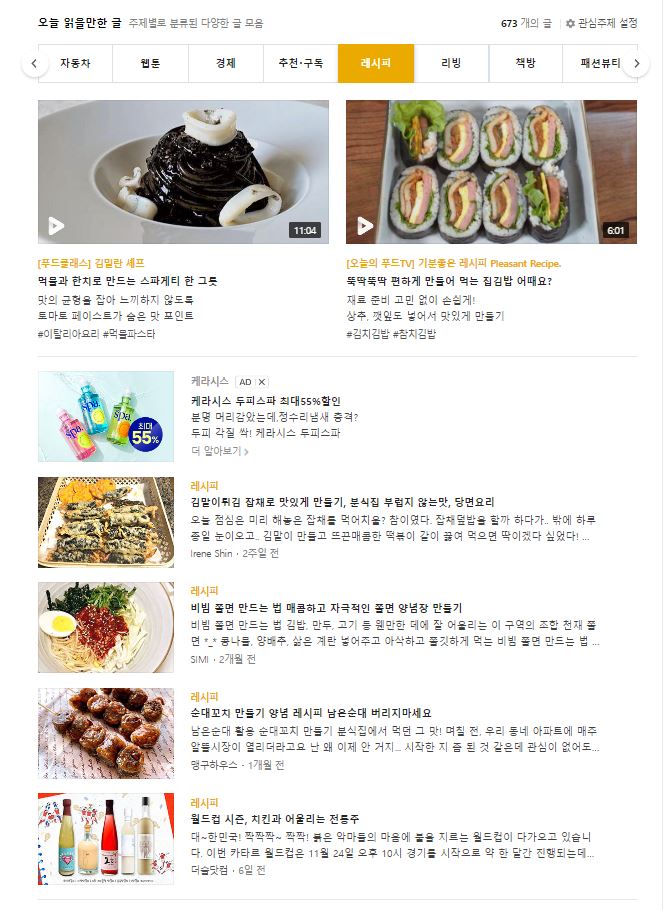 오늘 읽을만한 글 주제별로 분류된 다양한 글 모음
673 개의 글 관심주제 설정
자동차 웹툰 경제 추천·구독 레시피 리빙 책방 패션뷰티
11:04
6:01
[푸드클래스] 김밀란 셰프
먹물과 한치로 만드는 스파게티 한 그릇
맛의 균형을 잡아 느끼하지 않도록
토마토 페이스트가 숨은 맛 포인트
#이탈리아요리 #먹물파스타
[오늘의 푸드TV] 기분좋은 레시피 Pleasant Recipe.
뚝딱뚝딱 편하게 만들어 먹는 집김밥 어때요?
재료 준비 고민 없이 손쉽게!
상추, 깻잎도 넣어서 맛있게 만들기
#김치김밥 #참치김밥
Spa
Spa
Spa
최대
55%
케라시스 AD X
케라시스 두피스파 최대55%할인
분명 머리감았는데,정수리냄새 충격?
두피 각질 싹! 케라시스 두피스파
더 알아보기
레시피
김말이튀김 잡채로 맛있게 만들기, 분식집 부럽지 않는맛, 당면요리
오늘 점심은 미리 해놓은 잡채를 먹어치울? 참이였다. 잡채덮밥을 할까 하다가.. 밖에 하루
종일 눈이오고.. 김말이 만들고 뜨끈매콤한 떡볶이 같이 끓여 먹으면 딱이겠다 싶었다! ...
Irene Shin · 2주일 전
레시피
비빔 쫄면 만드는 법 매콤하고 자극적인 쫄면 양념장 만들기
비빔 쫄면 만드는 법 김밥, 만두, 고기 등 웬만한 데에 잘 어울리는 이 구역의 조합 천재 쫄
면 *_* 콩나물, 양배추, 삶은 계란 넣어주고 아삭하고 쫄깃하게 먹는 비빔 쫄면 만드는 법 ...
SIMI · 2개월 전
레시피
순대꼬치 만들기 양념 레시피 남은순대 버리지마세요
남은순대 활용 순대꼬치 만들기 분식집에서 먹던 그 맛! 며칠 전, 우리 동네 아파트에 매주
알뜰시장이 열리더라고요 난 왜 이제 안 거지... 시작한 지 좀 된 것 같은데 관심이 없어도...
맹구하우스 · 1개월 전
레시피
월드컵 시즌, 치킨과 어울리는 전통주
대~한민국! 짝짝짝~ 짝짝! 붉은 악마들의 마음에 불을 지르는 월드컵이 다가오고 있습니
다. 이번 카타르 월드컵은 11월 24일 오후 10시 경기를 시작으로 약 한 달간 진행되는데...
더술닷컴 · 6일 전